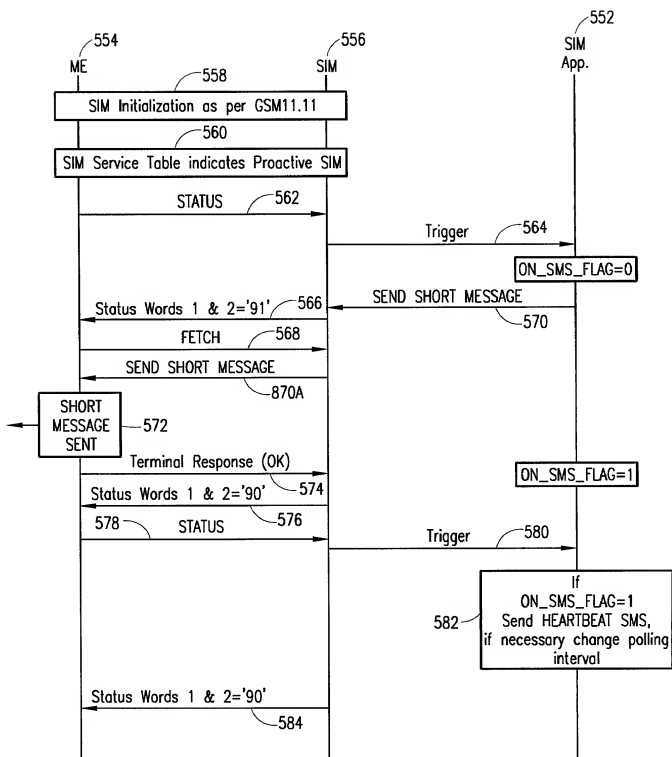 554
556
552
ME
SIM
SIM
App.
558
SIM Initialization as per GSM11.11
560
SIM Service Table indicates Proactive SIM
STATUS
562
Trigger
564
ON_SMS_FLAG=0
SEND SHORT MESSAGE
570
Status Words 1 & 2='91'
566
FETCH
568
SEND SHORT MESSAGE
870A
SHORT
MESSAGE
SENT
572
Terminal Response (OK)
574
ON_SMS_FLAG=1
Status Words 1 & 2='90'
576
578
STATUS
Trigger
580
If
ON_SMS_FLAG=1
Send HEARTBEAT SMS,
if necessary change polling
interval
582
Status Words 1 & 2='90'
584